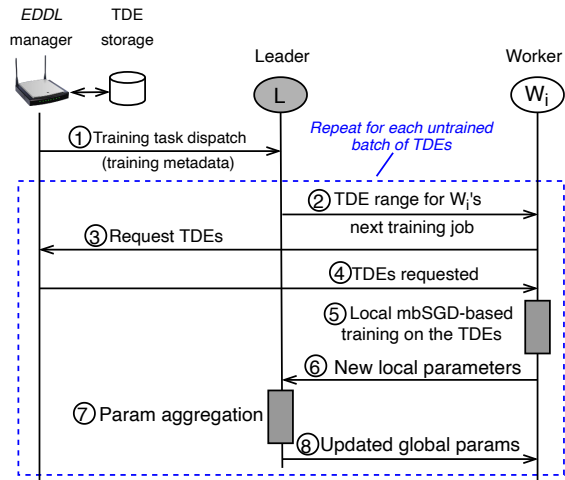 EDDL
manager
TDE
storage
Leader
Worker
L
Wi
① Training task dispatch
(training metadata)
Repeat for each untrained
batch of TDEs
② TDE range for Wi's
next training job
③ Request TDEs
④ TDEs requested
⑤ Local mbSGD-based
training on the TDEs
⑥ New local parameters
⑦ Param aggregation
⑧ Updated global params